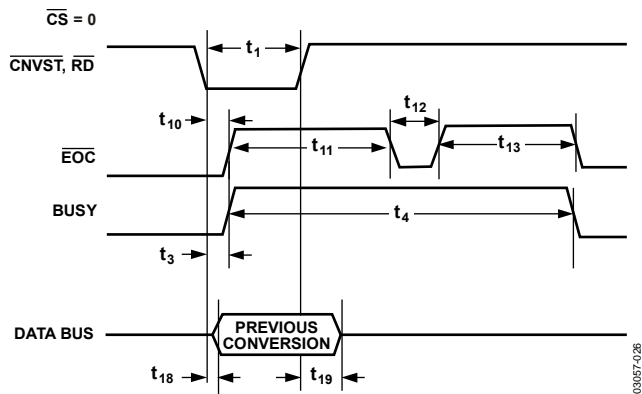 CS = 0
t1
CNVST, RD
t12
t10
EOC
t11
t13
BUSY
t4
t3
DATA BUS
PREVIOUS
CONVERSION
t18
t19
03057-026